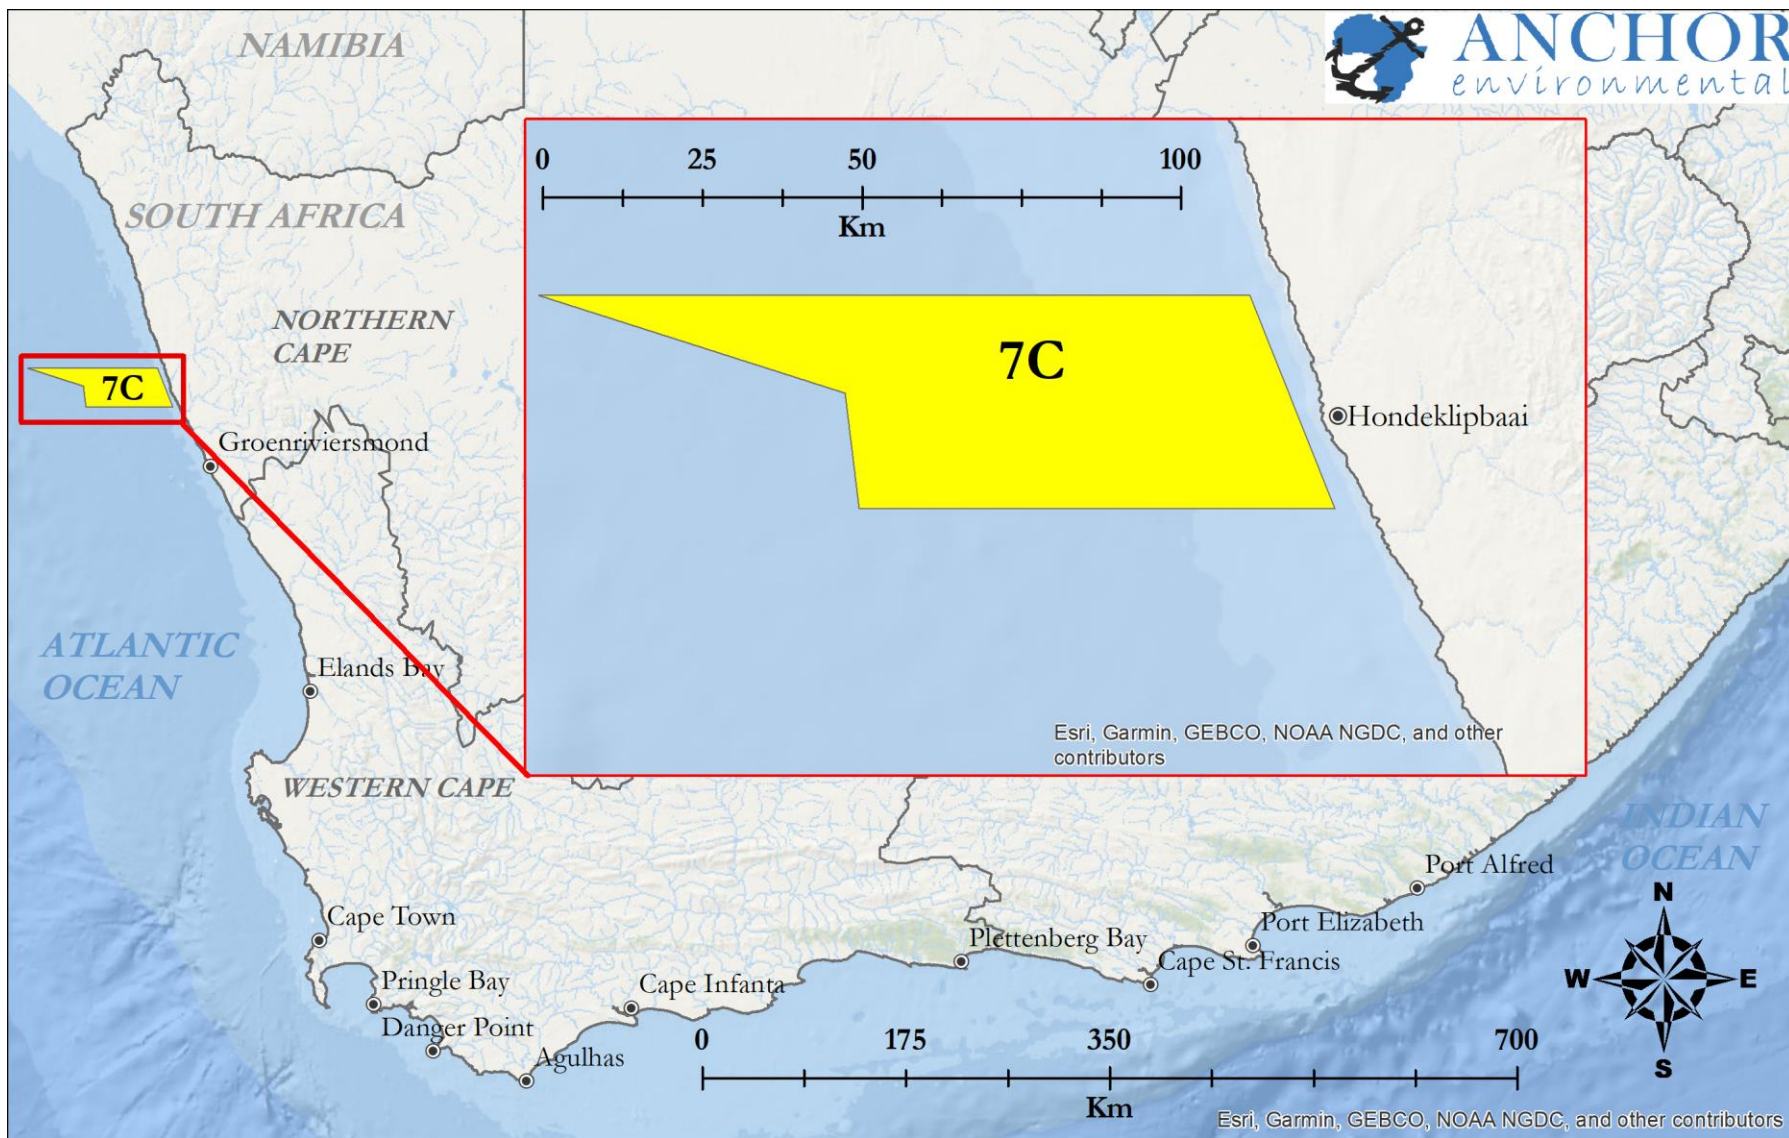 NAMIBIA
ANCHOR
environmental
0 25 50 100
Km
SOUTH AFRICA
NORTHERN
CAPE
7C
7C
Hondeklipbaai
Groenriviersmond
ATLANTIC
OCEAN
Elands Bay
Esri, Garmin, GEBCO, NOAA NGDC, and other
contributors
WESTERN CAPE
INDIAN
OCEAN
Port Alfred
N
Cape Town
Port Elizabeth
Plettenberg Bay
Cape St. Francis
W E
Pringle Bay
Cape Infanta
Danger Point
Agulhas
0 175 350 700
Km
S
Esri, Garmin, GEBCO, NOAA NGDC, and other contributors